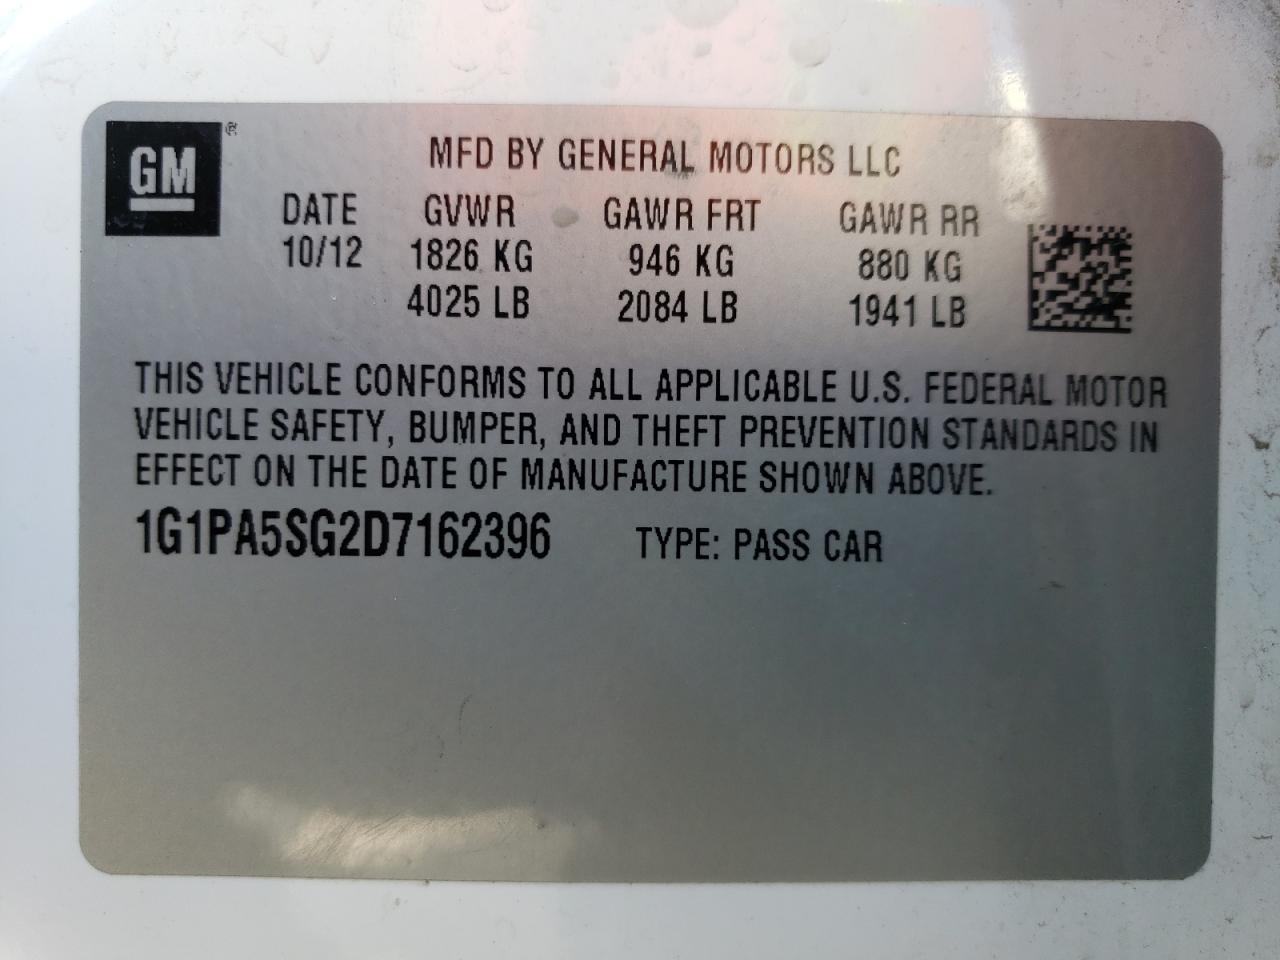 GM ®
MFD BY GENERAL MOTORS LLC
DATE GVWR GAWR FRT GAWR RR
10/12 1826 KG 946 KG 880 KG
4025 LB 2084 LB 1941 LB
THIS VEHICLE CONFORMS TO ALL APPLICABLE U.S. FEDERAL MOTOR
VEHICLE SAFETY, BUMPER, AND THEFT PREVENTION STANDARDS IN
EFFECT ON THE DATE OF MANUFACTURE SHOWN ABOVE.
1G1PA5SG2D7162396 TYPE: PASS CAR